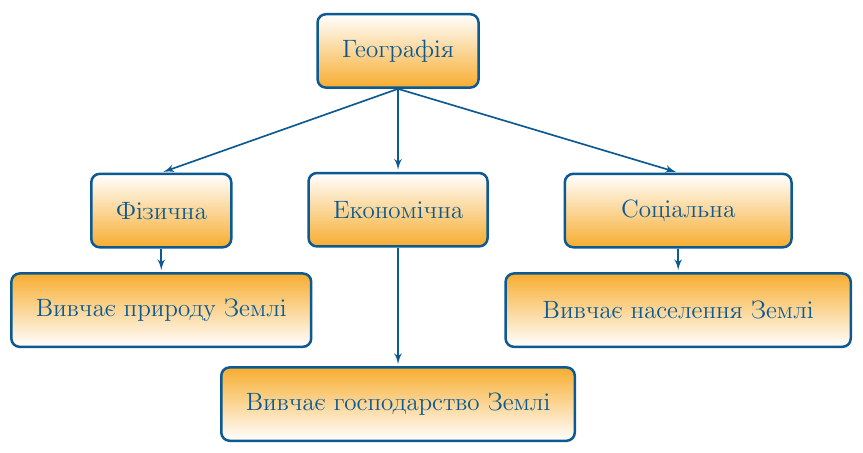 Географія
Фізична
Економічна
Соціальна
Вивчає природу Землі
Вивчає населення Землі
Вивчає господарство Землі